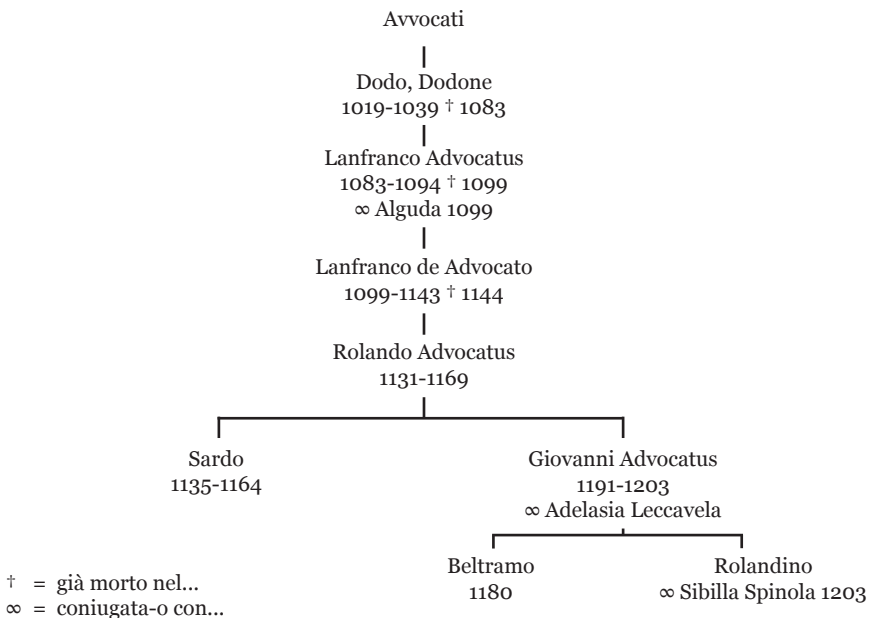 Avvocati
Dodo, Dodone
1019-1039 † 1083
Lanfranco Advocatus
1083-1094 † 1099
∞ Alguda 1099
Lanfranco de Advocato
1099-1143 † 1144
Rolando Advocatus
1131-1169
Sardo
1135-1164
Giovanni Advocatus
1191-1203
∞ Adelasia Leccavela
Beltramo
1180
Rolandino
∞ Sibilla Spinola 1203
† = già morto nel...
∞ = coniugata-o con...